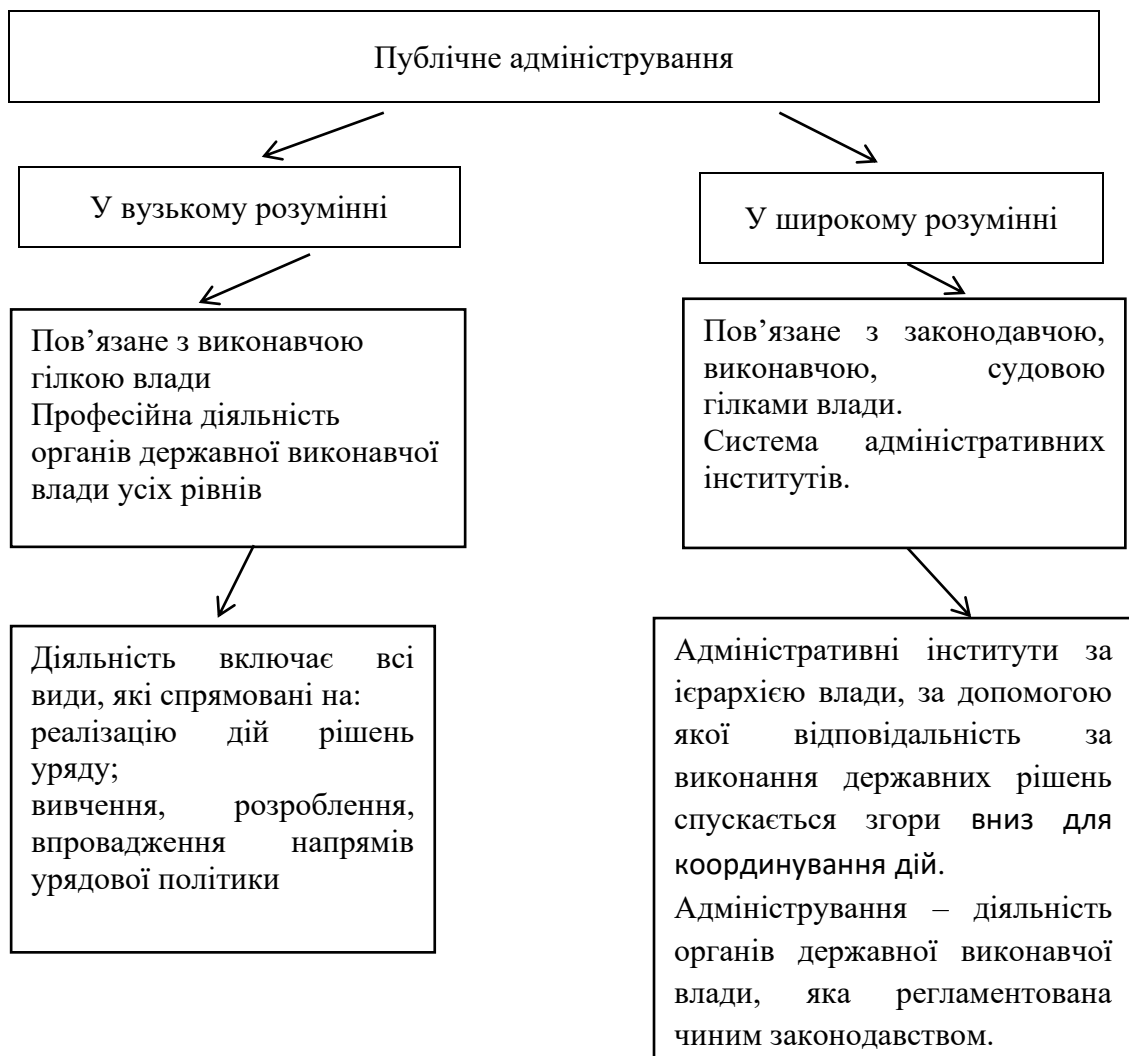 Публічне адміністрування
У вузькому розумінні
У широкому розумінні
Пов’язане з виконавчою
гілкою влади
Професійна діяльність
органів державної виконавчої
влади усіх рівнів
Пов’язане з законодавчою,
виконавчою, судовою
гілками влади.
Система адміністративних
інститутів.
Діяльність включає всі
види, які спрямовані на:
реалізацію дій рішень
уряду;
вивчення, розроблення,
впровадження напрямів
урядової політики
Адміністративні інститути за
ієрархією влади, за допомогою
якої відповідальність за
виконання державних рішень
спускається згори вниз для
координування дій.
Адміністрування – діяльність
органів державної виконавчої
влади, яка регламентована
чиним законодавством.